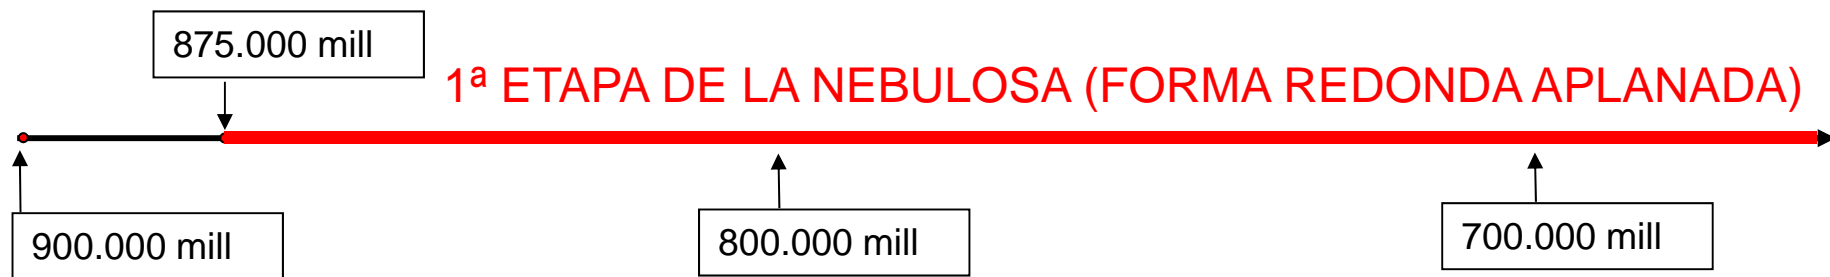 875.000 mill
1ª ETAPA DE LA NEBULOSA (FORMA REDONDA APLANADA)
900.000 mill
800.000 mill
700.000 mill